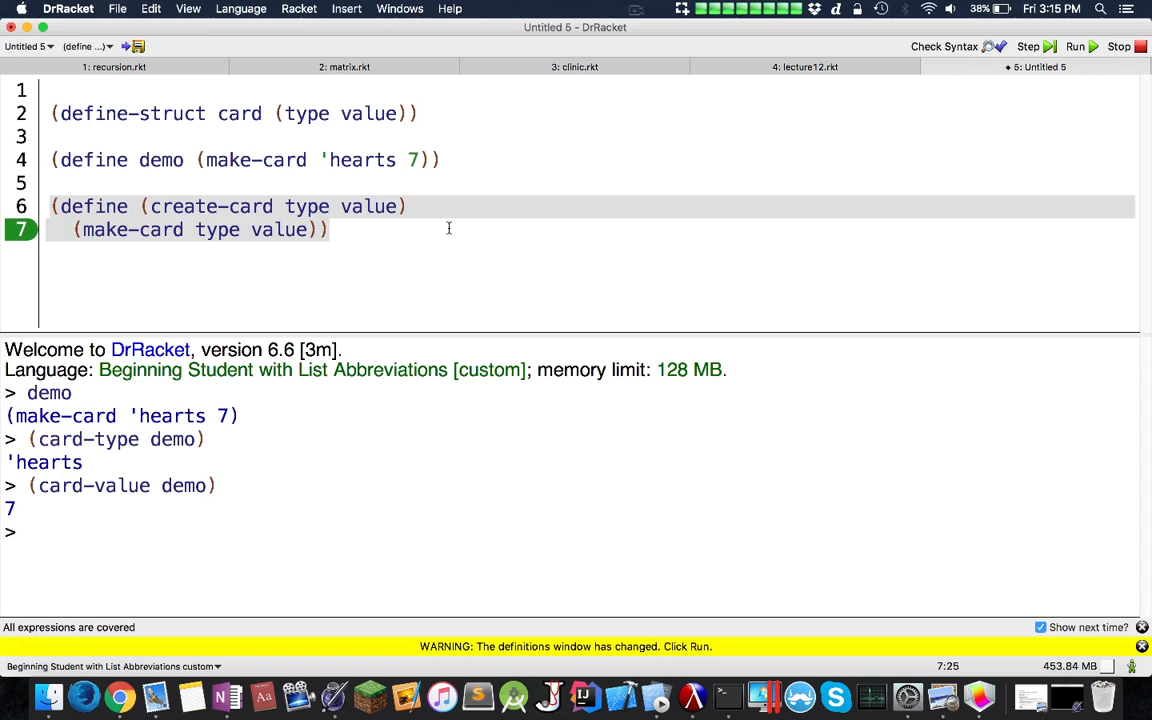 DrRacket File Edit View Language Racket Insert Windows Help 38% Fri 3:15 PM
Untitled 5 - DrRacket
Untitled 5 (define ...) Check Syntax Step Run Stop
1: recursion.rkt 2: matrix.rkt 3: clinic.rkt 4: lecture12.rkt • 5: Untitled 5
1
2 (define-struct card (type value))
3
4 (define demo (make-card 'hearts 7))
5
6 (define (create-card type value)
7 (make-card type value))
Welcome to DrRacket, version 6.6 [3m].
Language: Beginning Student with List Abbreviations [custom]; memory limit: 128 MB.
> demo
(make-card 'hearts 7)
> (card-type demo)
'hearts
> (card-value demo)
7
>
All expressions are covered Show next time?
WARNING: The definitions window has changed. Click Run.
Beginning Student with List Abbreviations custom 7:25 453.84 MB